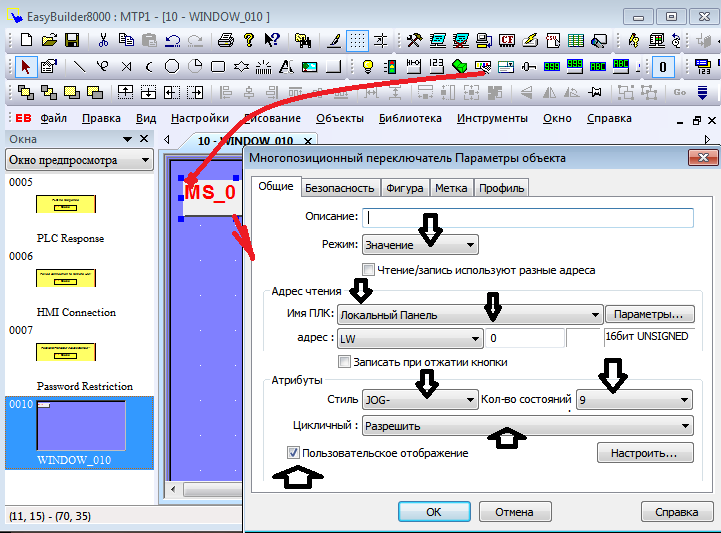 EasyBuilder8000 : MTP1 - [10 - WINDOW_010 ]
EB Файл Правка Вид Настройки Рисование Объекты Библиотека Инструменты Окно Справка
Окна
10 - WINDOW_010
Окно предпросмотра
0005
PLC Response
0006
HMI Connection
0007
Password Restriction
0010
WINDOW_010
MS_0
Многопозиционный переключатель Параметры объекта
Общие Безопасность Фигура Метка Профиль
Описание:
Режим: Значение
Чтение/запись используют разные адреса
Адрес чтения
Имя ПЛК: Локальный Панель Параметры...
адрес : LW 0 16бит UNSIGNED
Записать при отжатии кнопки
Атрибуты
Стиль JOG- Кол-во состояний : 9
Цикличный : Разрешить
Пользовательское отображение Настроить...
OK Отмена Справка
(11, 15) - (70, 35)